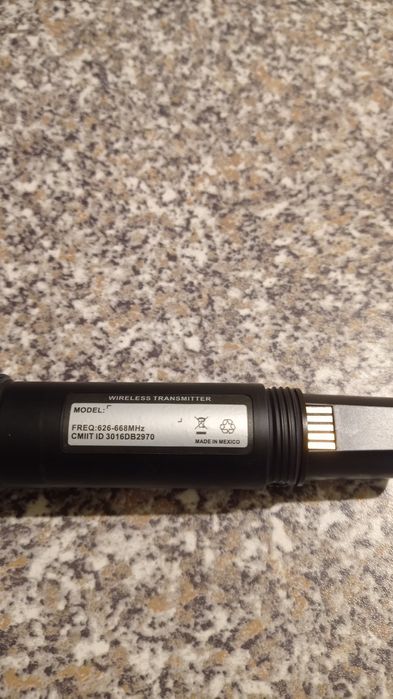 WIRELESS TRANSMITTER
MODEL:
FREQ:626-668MHz
CMIIT ID 3016DB2970
MADE IN MEXICO